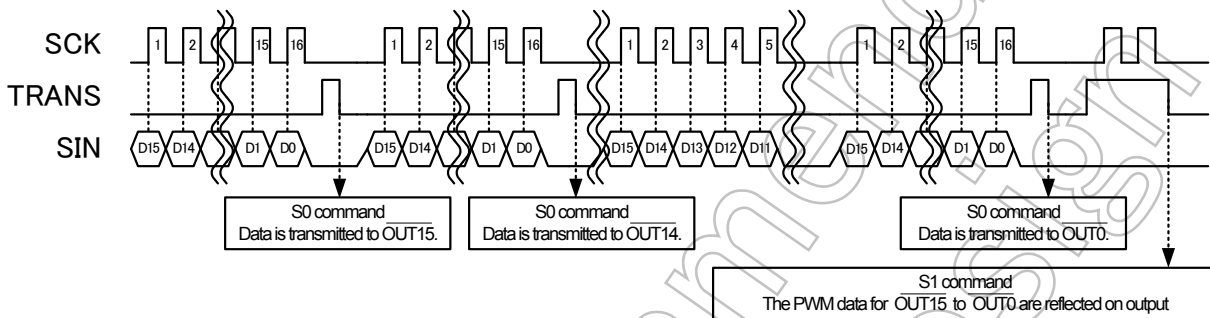 SCK 1 2 15 16 1 2 15 16 1 2 3 4 5 1 2 15 16
TRANS
SIN D15 D14 D1 D0 D15 D14 D1 D0 D15 D14 D13 D12 D11 D15 D14 D1 D0
S0 command
Data is transmitted to OUT15.
S0 command
Data is transmitted to OUT14.
S0 command
Data is transmitted to OUT0.
S1 command
The PWM data for OUT15 to OUT0 are reflected on output